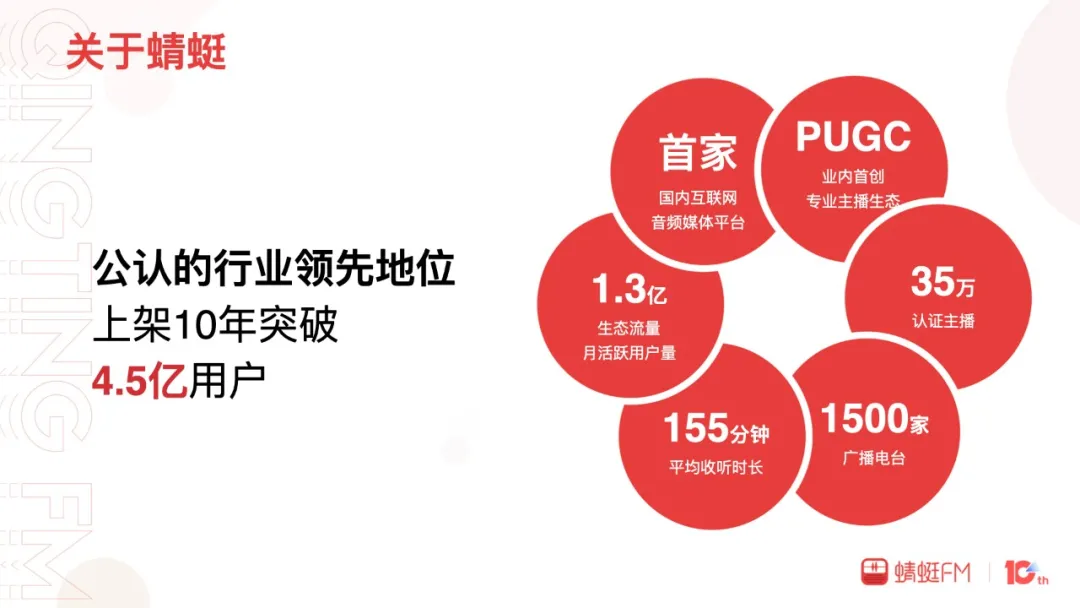 关于蜻蜓
QINGTING FM
公认的行业领先地位
上架10年突破
4.5亿用户
首家
国内互联网
音频媒体平台
PUGC
业内首创
专业主播生态
1.3亿
生态流量
月活跃用户量
35万
认证主播
155分钟
平均收听时长
1500家
广播电台
蜻蜓FM
10th